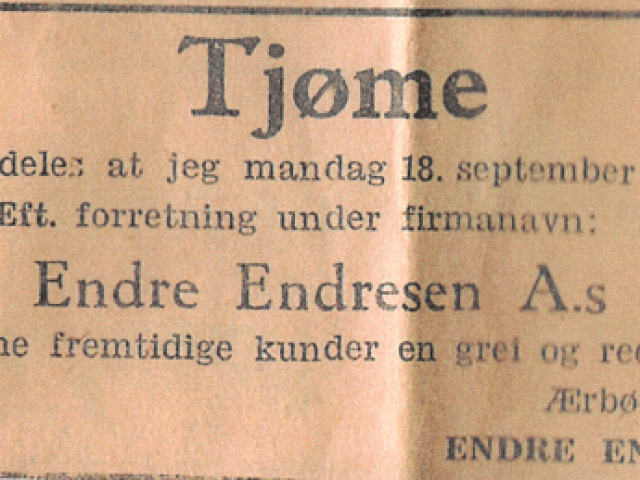 Tjøme
deles at jeg mandag 18. september
Eft. forretning under firmanavn:
Endre Endresen A.s
ne fremtidige kunder en grei og red
Ærbø
ENDRE EN